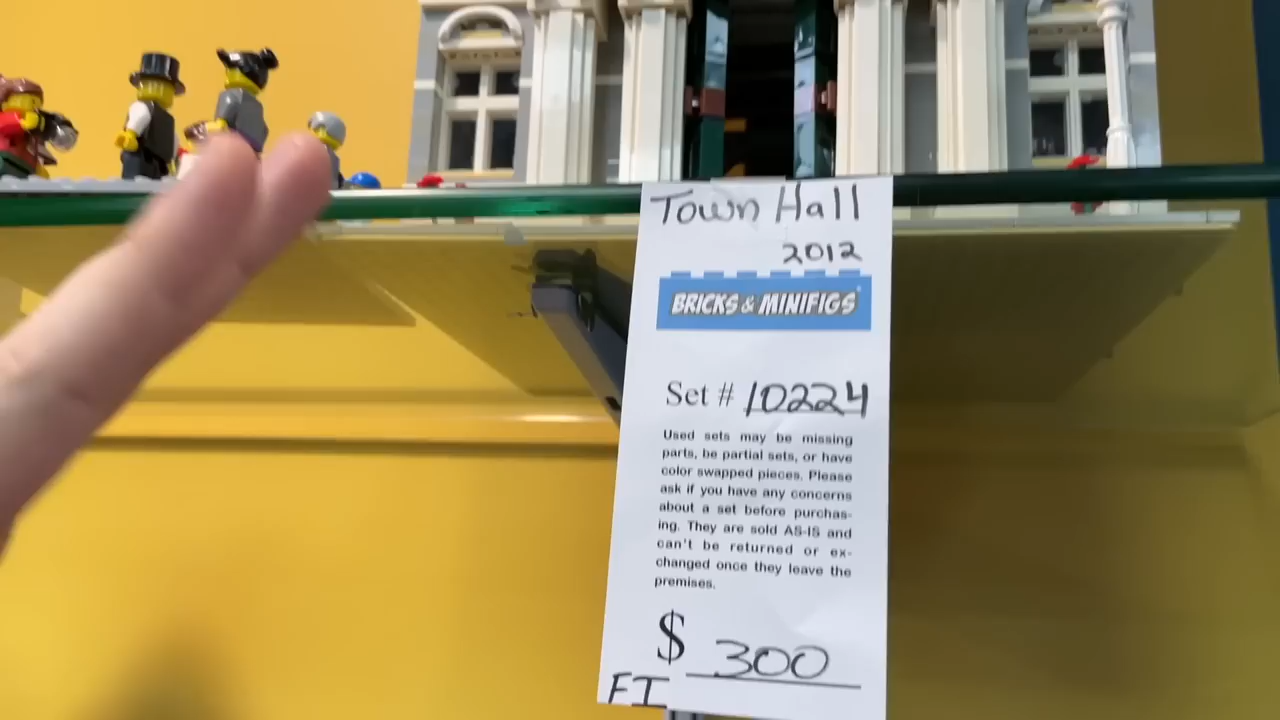 Town Hall
2012
BRICKS & MINIFIGS
Set # 10224
Used sets may be missing
parts, be partial sets, or have
color swapped pieces. Please
ask if you have any concerns
about a set before purchas-
ing. They are sold AS-IS and
can't be returned or ex-
changed once they leave the
premises.
$ 300
FI